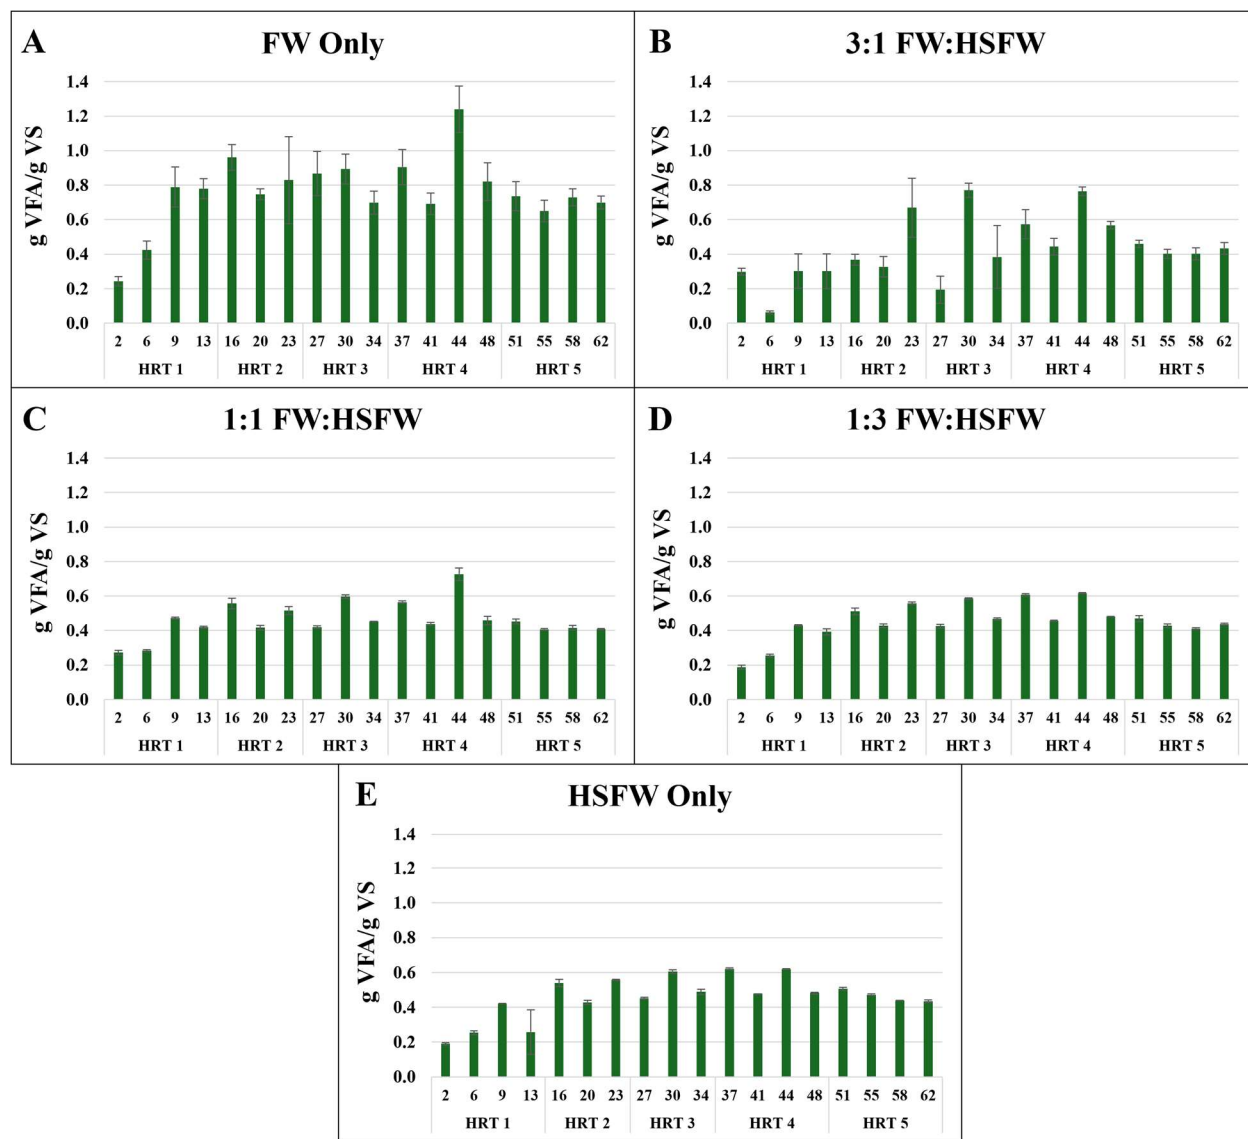 A
FW Only
g VFA/g VS
1.4
1.2
1.0
0.8
0.6
0.4
0.2
0.0
2 6 9 13 16 20 23 27 30 34 37 41 44 48 51 55 58 62
HRT 1 HRT 2 HRT 3 HRT 4 HRT 5
B
3:1 FW:HSFW
g VFA/g VS
1.4
1.2
1.0
0.8
0.6
0.4
0.2
0.0
2 6 9 13 16 20 23 27 30 34 37 41 44 48 51 55 58 62
HRT 1 HRT 2 HRT 3 HRT 4 HRT 5
C
1:1 FW:HSFW
g VFA/g VS
1.4
1.2
1.0
0.8
0.6
0.4
0.2
0.0
2 6 9 13 16 20 23 27 30 34 37 41 44 48 51 55 58 62
HRT 1 HRT 2 HRT 3 HRT 4 HRT 5
D
1:3 FW:HSFW
g VFA/g VS
1.4
1.2
1.0
0.8
0.6
0.4
0.2
0.0
2 6 9 13 16 20 23 27 30 34 37 41 44 48 51 55 58 62
HRT 1 HRT 2 HRT 3 HRT 4 HRT 5
E
HSFW Only
g VFA/g VS
1.4
1.2
1.0
0.8
0.6
0.4
0.2
0.0
2 6 9 13 16 20 23 27 30 34 37 41 44 48 51 55 58 62
HRT 1 HRT 2 HRT 3 HRT 4 HRT 5